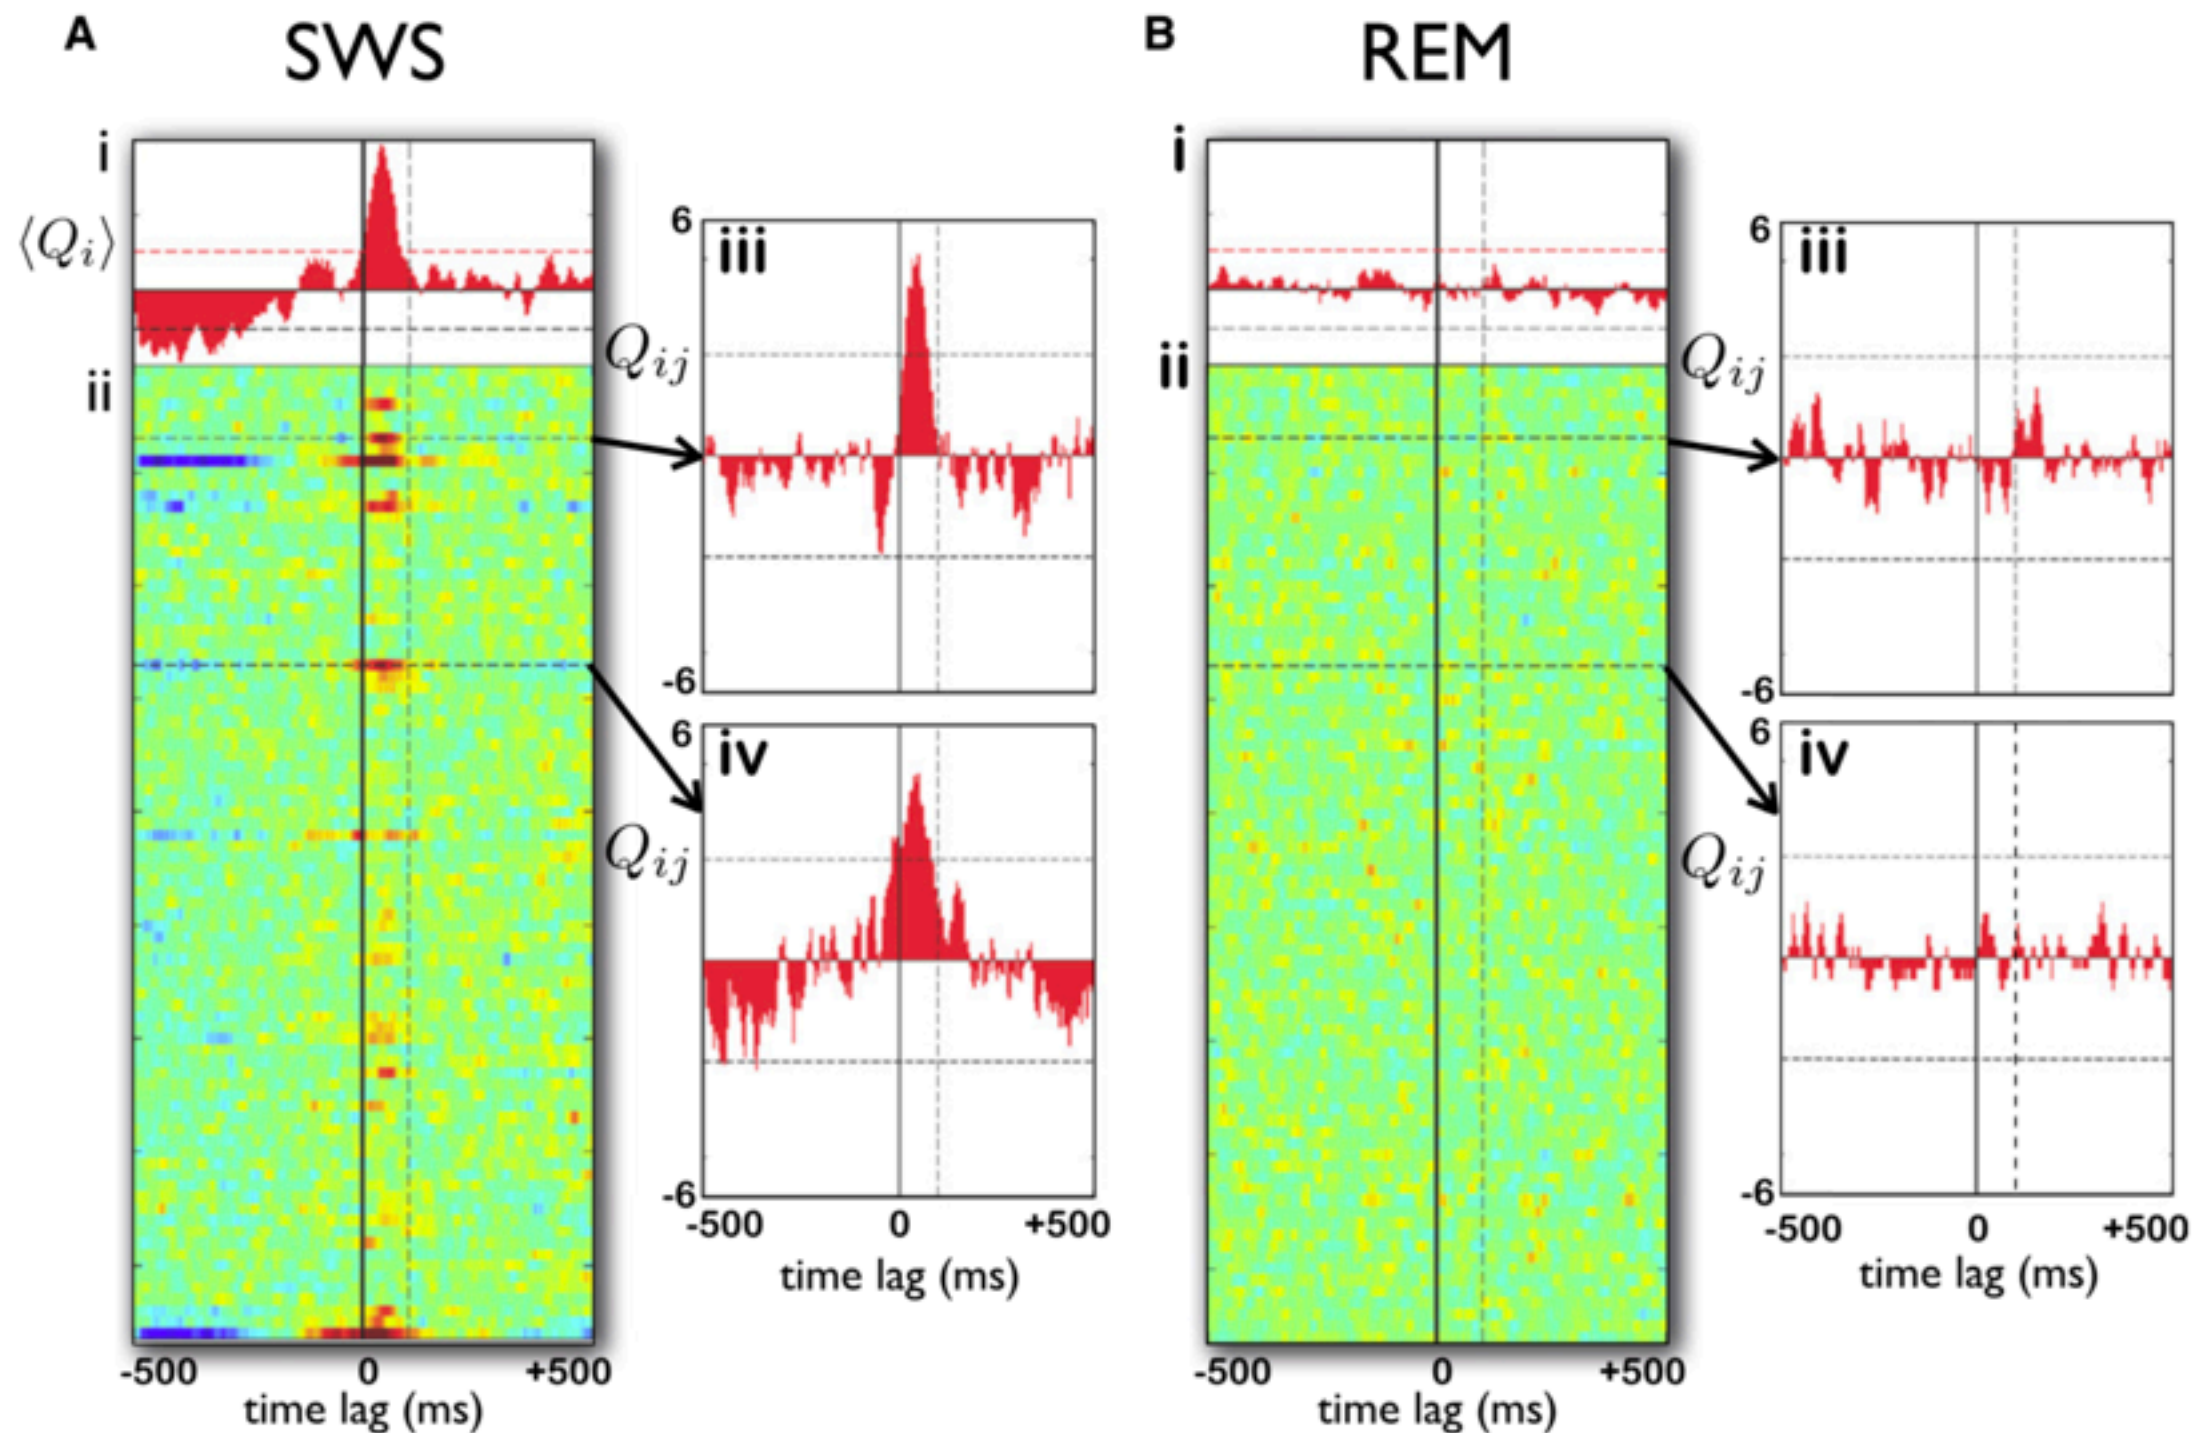 A
SWS
i
⟨Qi⟩
ii
6
iii
Qij
-6
6
iv
Qij
-6
-500 0 +500
time lag (ms)
-500 0 +500
time lag (ms)
B
REM
i
ii
6
iii
Qij
-6
6
iv
Qij
-6
-500 0 +500
time lag (ms)
-500 0 +500
time lag (ms)